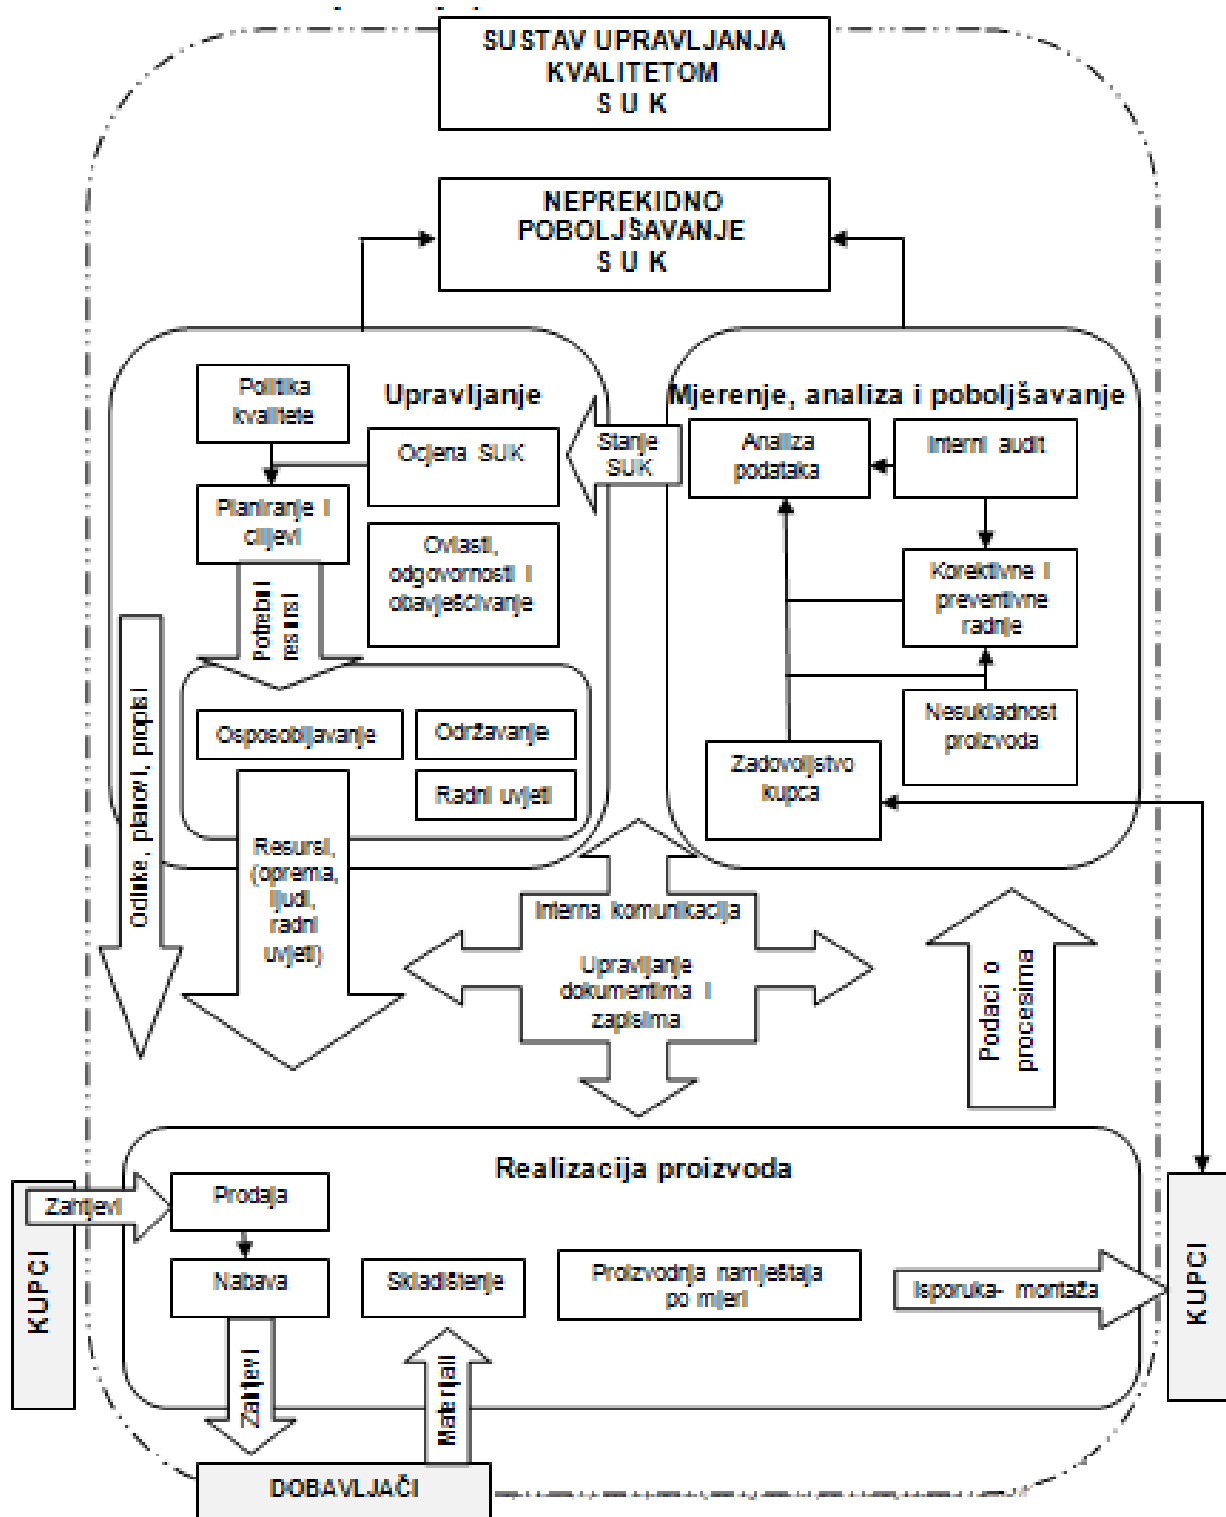 SUSTAV UPRAVLJANJA
KVALITETOM
S U K
NEPREKIDNO
POBOLJŠAVANJE
S U K
Upravljanje
Politika
kvalitete
Ocjena SUK
Planiranje i
ciljevi
Ovlasti,
odgovornosti i
obavješćivanje
Potrebni
resursi
Osposobljavanje
Održavanje
Radni uvjeti
Odluke, planovi, propisi
Resursi,
(oprema,
ljudi,
radni
uvjeti)
Stanje
SUK
Mjerenje, analiza i poboljšavanje
Analiza
podataka
Interni audit
Korektivne i
preventivne
radnje
Nesukladnost
proizvoda
Zadovoljstvo
kupca
Interna komunikacija
Upravljanje
dokumentima i
zapisima
Podaci o
procesima
Realizacija proizvoda
KUPCI
Zahtjevi
Prodaja
Nabava
Skladištenje
Proizvodnja namještaja
po mjeri
Isporuka- montaža
KUPCI
Zahtjevi
Materijali
DOBAVLJAČI